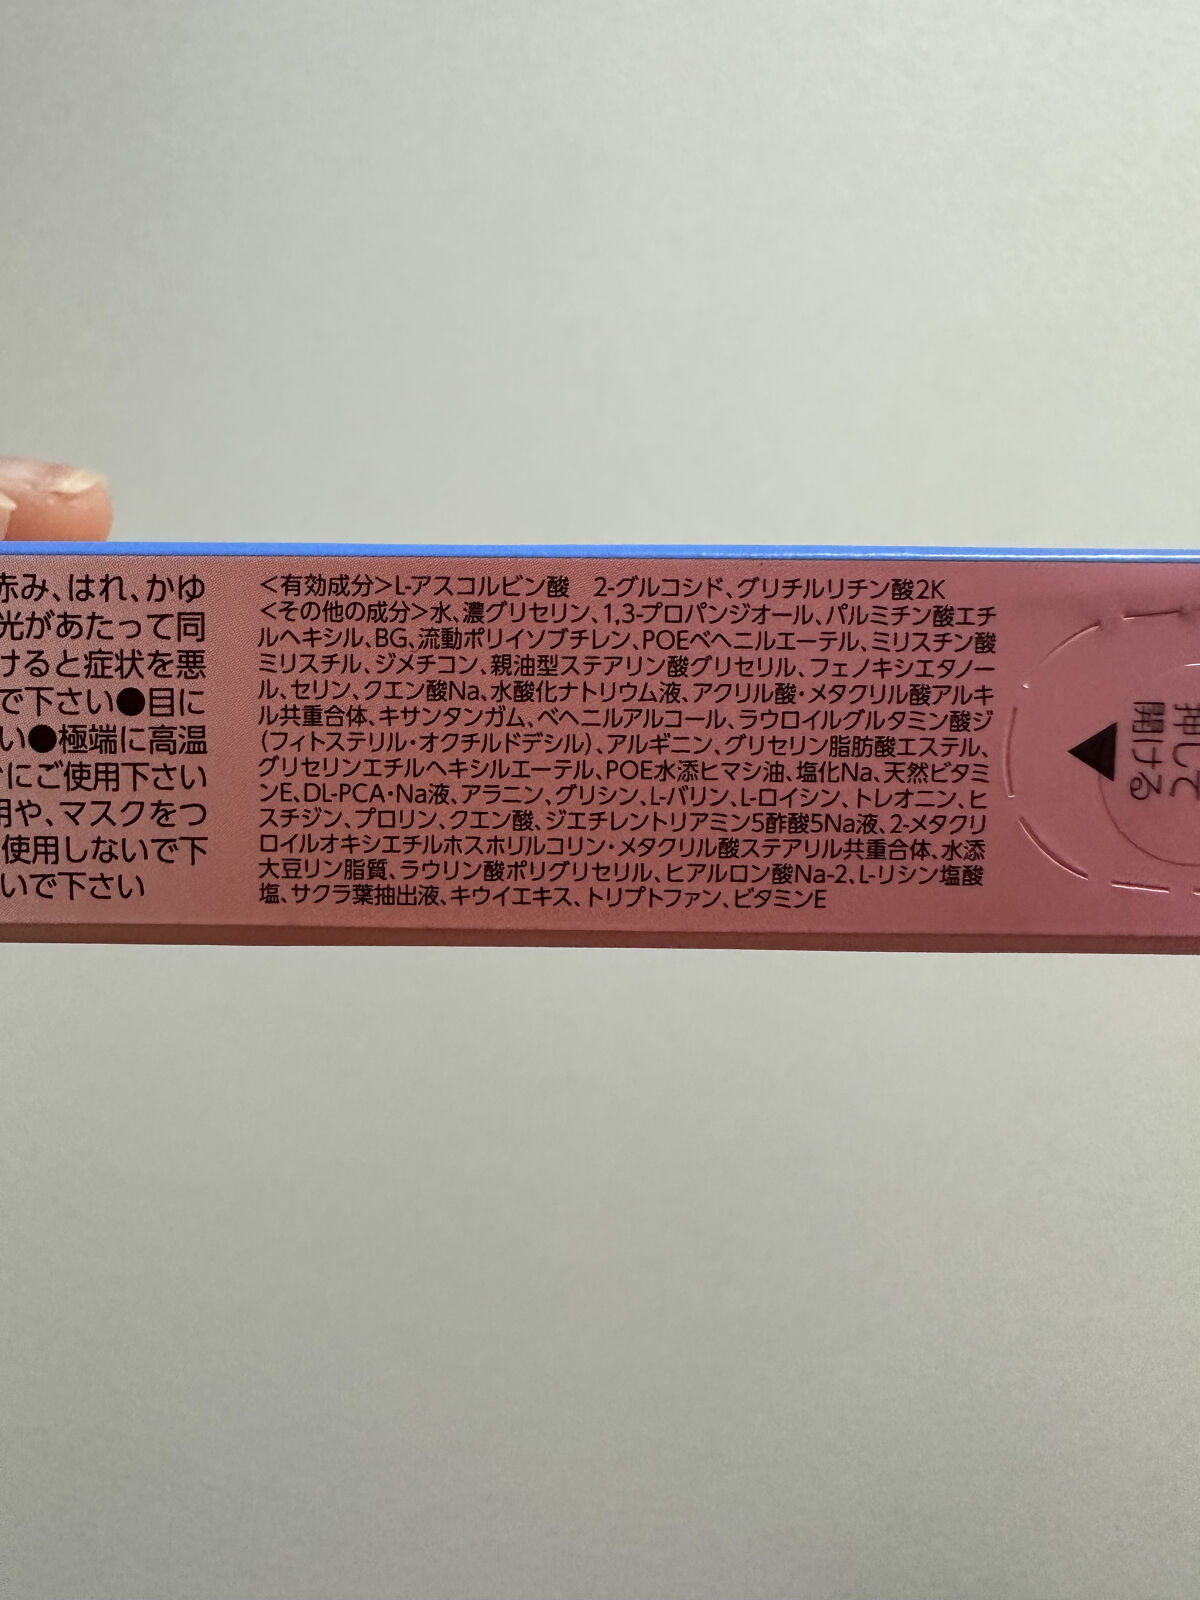 赤み、はれ、かゆ
光があたって同
けると症状を悪
で下さい●目に
い●極端に高温
にご使用下さい
用や、マスクをつ
使用しないで下
いで下さい
<有効成分>L-アスコルビン酸 2-グルコシド、グリチルリチン酸2K
<その他の成分>水、濃グリセリン、1,3-プロパンジオール、パルミチン酸エチ
ルヘキシル、BG、流動ポリイソブチレン、POEベヘニルエーテル、ミリスチン酸
ミリスチル、ジメチコン、親油型ステアリン酸グリセリル、フェノキシエタノー
ル、セリン、クエン酸Na、水酸化ナトリウム液、アクリル酸・メタクリル酸アルキ
ル共重合体、キサンタンガム、ベヘニルアルコール、ラウロイルグルタミン酸ジ
(フィトステリル・オクチルドデシル)、アルギニン、グリセリン脂肪酸エステル、
グリセリンエチルヘキシルエーテル、POE水添ヒマシ油、塩化Na、天然ビタミ
ンE、DL-PCA・Na液、アラニン、グリシン、L-バリン、L-ロイシン、トレオニン、ヒ
スチジン、プロリン、クエン酸、ジエチレントリアミン5酢酸5Na液、2-メタクリ
ロイルオキシエチルホスホリルコリン・メタクリル酸ステアリル共重合体、水添
大豆リン脂質、ラウリン酸ポリグリセリル、ヒアルロン酸Na-2、L-リシン塩酸
塩、サクラ葉抽出液、キウイエキス、トリプトファン、ビタミンE
押して
開ける